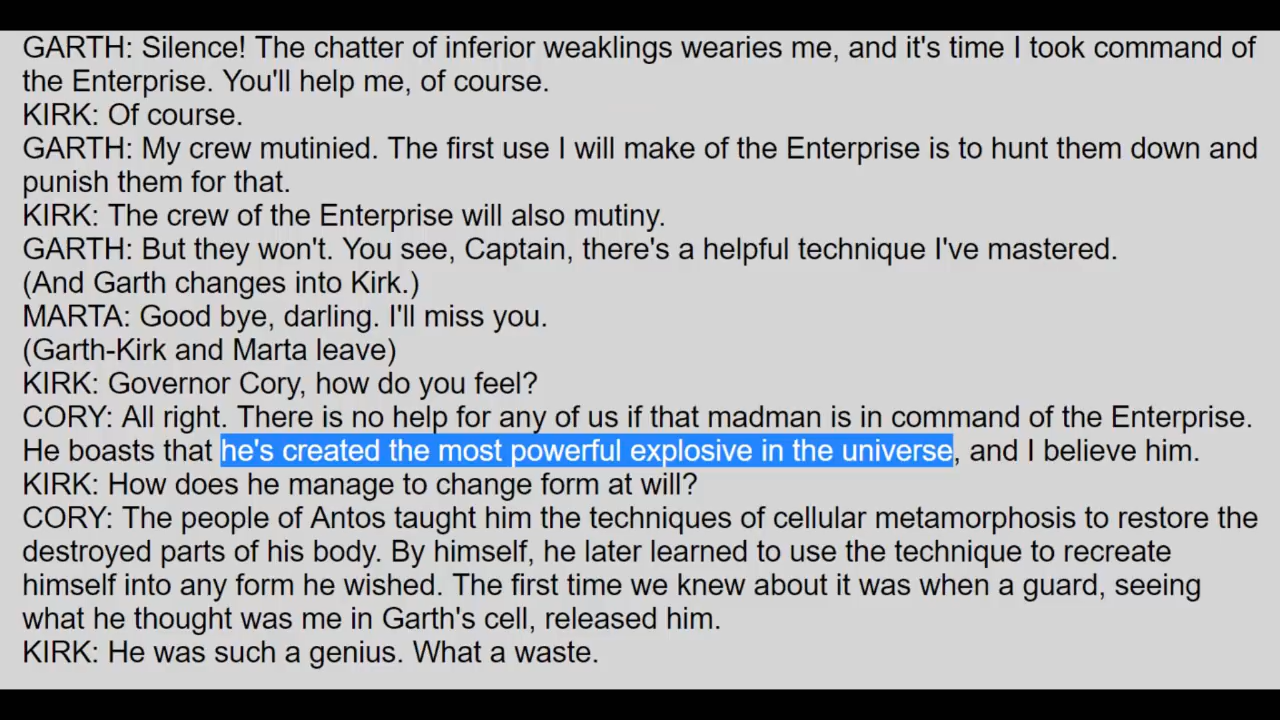 GARTH: Silence! The chatter of inferior weaklings wearies me, and it's time I took command of
the Enterprise. You'll help me, of course.
KIRK: Of course.
GARTH: My crew mutinied. The first use I will make of the Enterprise is to hunt them down and
punish them for that.
KIRK: The crew of the Enterprise will also mutiny.
GARTH: But they won't. You see, Captain, there's a helpful technique I've mastered.
(And Garth changes into Kirk.)
MARTA: Good bye, darling. I'll miss you.
(Garth-Kirk and Marta leave)
KIRK: Governor Cory, how do you feel?
CORY: All right. There is no help for any of us if that madman is in command of the Enterprise.
He boasts that he's created the most powerful explosive in the universe, and I believe him.
KIRK: How does he manage to change form at will?
CORY: The people of Antos taught him the techniques of cellular metamorphosis to restore the
destroyed parts of his body. By himself, he later learned to use the technique to recreate
himself into any form he wished. The first time we knew about it was when a guard, seeing
what he thought was me in Garth's cell, released him.
KIRK: He was such a genius. What a waste.